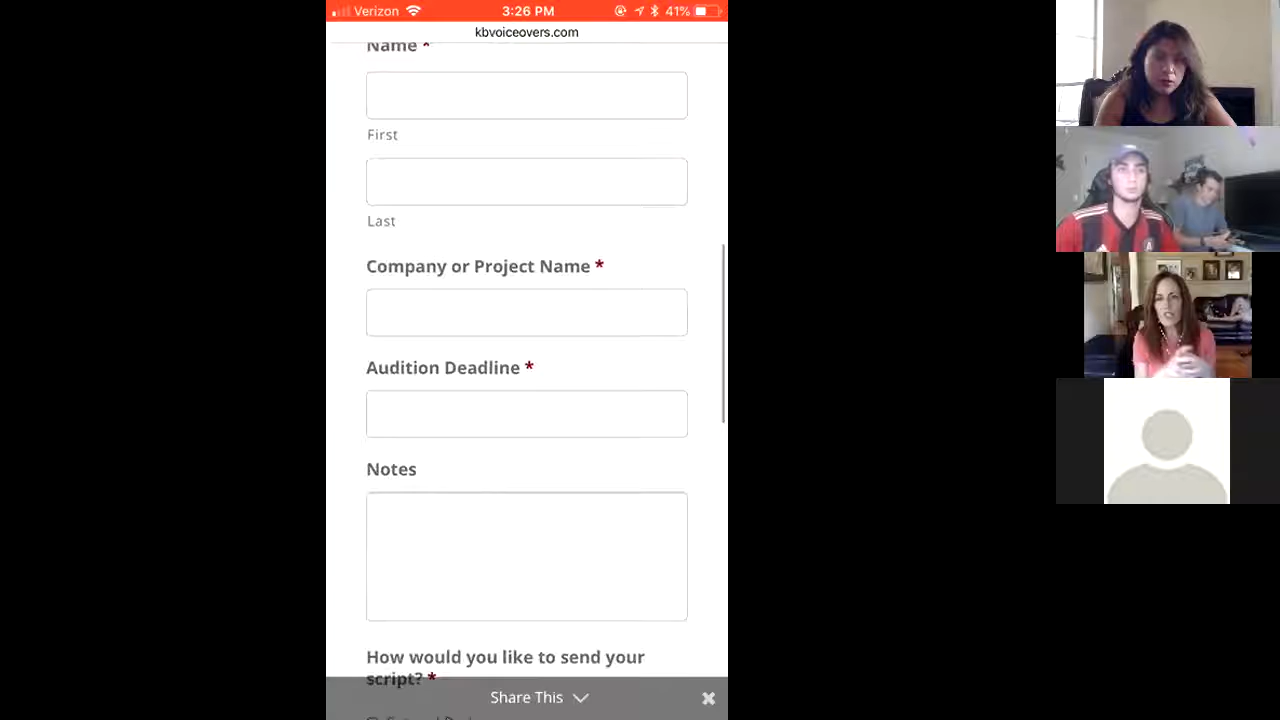 Verizon 3:26 PM 41%
kbvoiceovers.com
Name *
First
Last
Company or Project Name *
Audition Deadline *
Notes
How would you like to send your
script? *
Share This